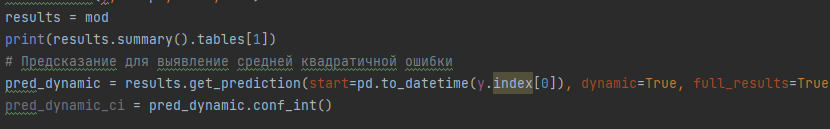 results = mod
print(results.summary().tables[1])
# Предсказание для выявление средней квадратичной ошибки
pred_dynamic = results.get_prediction(start=pd.to_datetime(y.index[0]), dynamic=True, full_results=True
pred_dynamic_ci = pred_dynamic.conf_int()